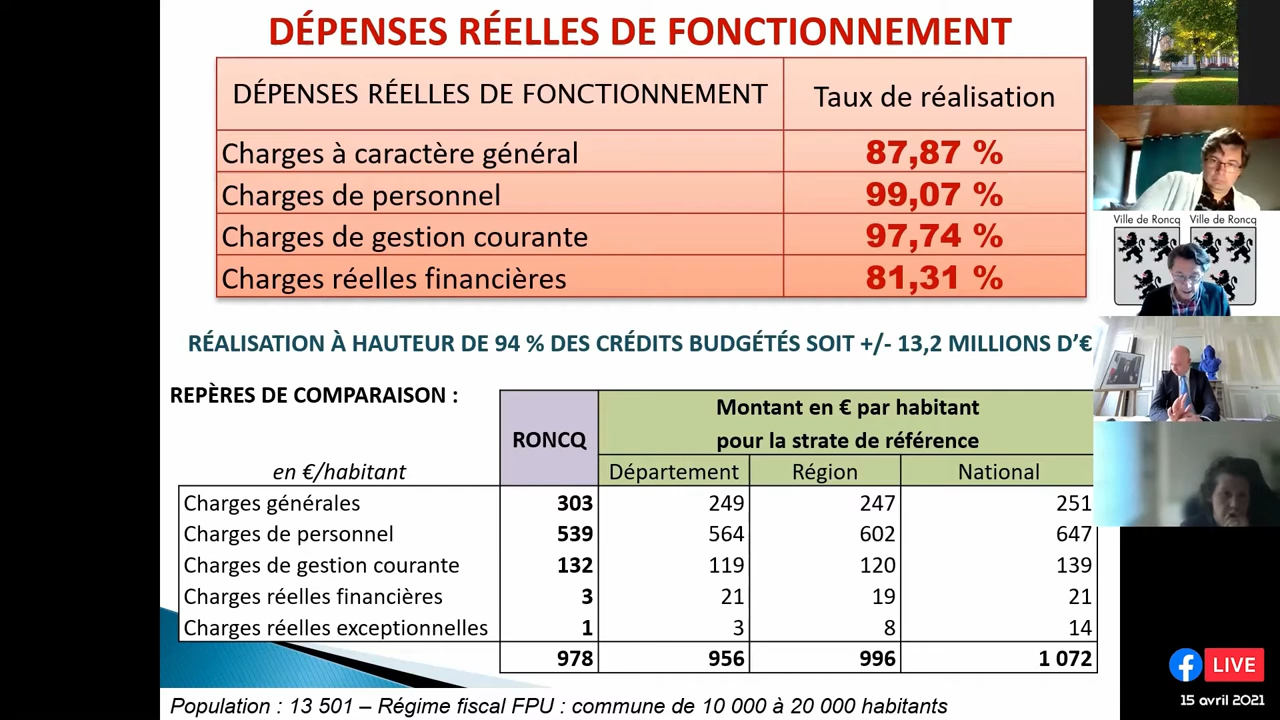 DÉPENSES RÉELLES DE FONCTIONNEMENT
DÉPENSES RÉELLES DE FONCTIONNEMENT Taux de réalisation
Charges à caractère général 87,87 %
Charges de personnel 99,07 %
Charges de gestion courante 97,74 %
Charges réelles financières 81,31 %
Ville de Roncq Ville de Roncq
RÉALISATION À HAUTEUR DE 94 % DES CRÉDITS BUDGÉTÉS SOIT +/- 13,2 MILLIONS D'€
REPÈRES DE COMPARAISON :
RONCQ
Montant en € par habitant
pour la strate de référence
en €/habitant Département Région National
Charges générales 303 249 247 251
Charges de personnel 539 564 602 647
Charges de gestion courante 132 119 120 139
Charges réelles financières 3 21 19 21
Charges réelles exceptionnelles 1 3 8 14
978 956 996 1 072
LIVE
15 avril 2021
Population : 13 501 – Régime fiscal FPU : commune de 10 000 à 20 000 habitants